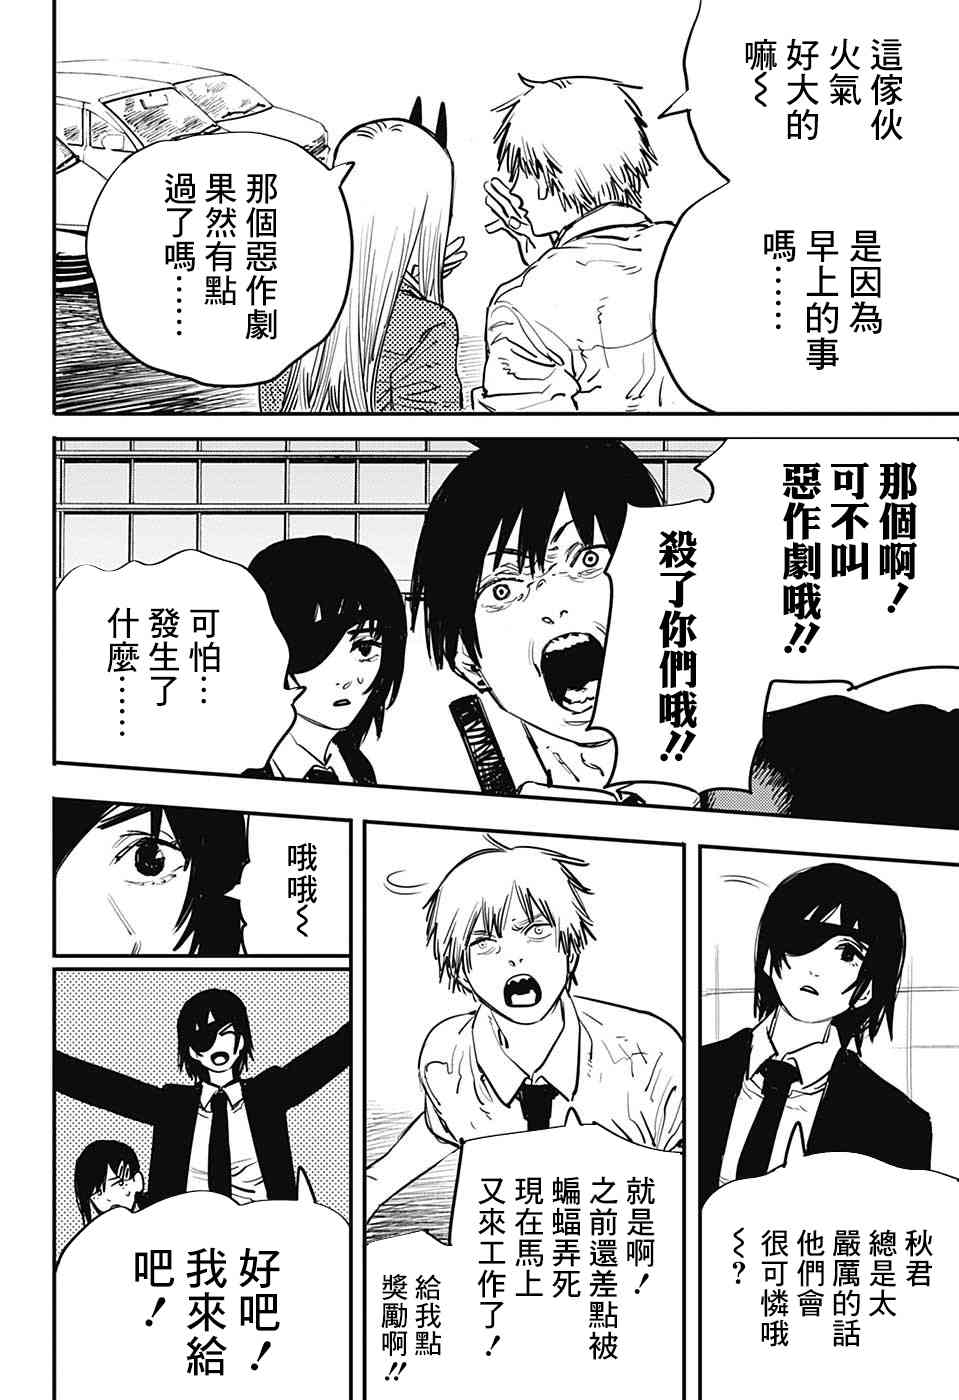 這傢伙
火氣
好大的
嘛～
是因為
早上的事
嗎……
那個惡作劇
果然有點
過了嗎……
那個啊！
可不叫
惡作劇哦!!
殺了你們哦!!
可怕…
發生了
什麼……
秋君
總是太
嚴厲的話
他們會
很可憐哦
～?
就是啊！
之前還差點被
蝙蝠弄死
現在馬上
又來工作了！
給我點
獎勵啊!!
哦
哦～
好吧！
我來給
吧！